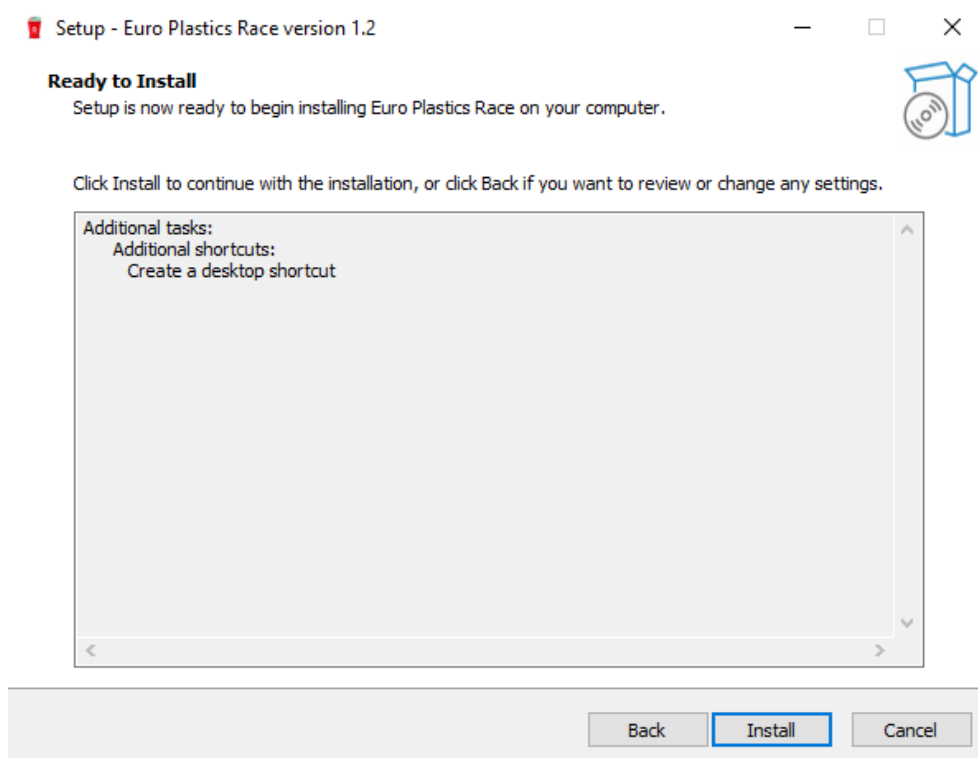 Setup - Euro Plastics Race version 1.2
Ready to Install
Setup is now ready to begin installing Euro Plastics Race on your computer.
Click Install to continue with the installation, or click Back if you want to review or change any settings.
Additional tasks:
Additional shortcuts:
Create a desktop shortcut
Back Install Cancel